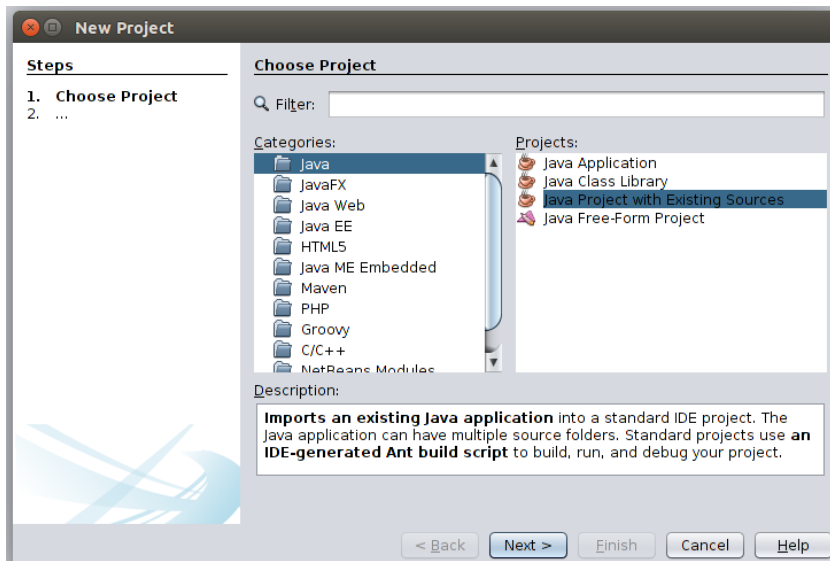 New Project
Steps
1. Choose Project
2. ...
Choose Project
Filter:
Categories:
Java
JavaFX
Java Web
Java EE
HTML5
Java ME Embedded
Maven
PHP
Groovy
C/C++
NetBeans Modules
Projects:
Java Application
Java Class Library
Java Project with Existing Sources
Java Free-Form Project
Description:
Imports an existing Java application into a standard IDE project. The
Java application can have multiple source folders. Standard projects use an
IDE-generated Ant build script to build, run, and debug your project.
< Back
Next >
Finish
Cancel
Help